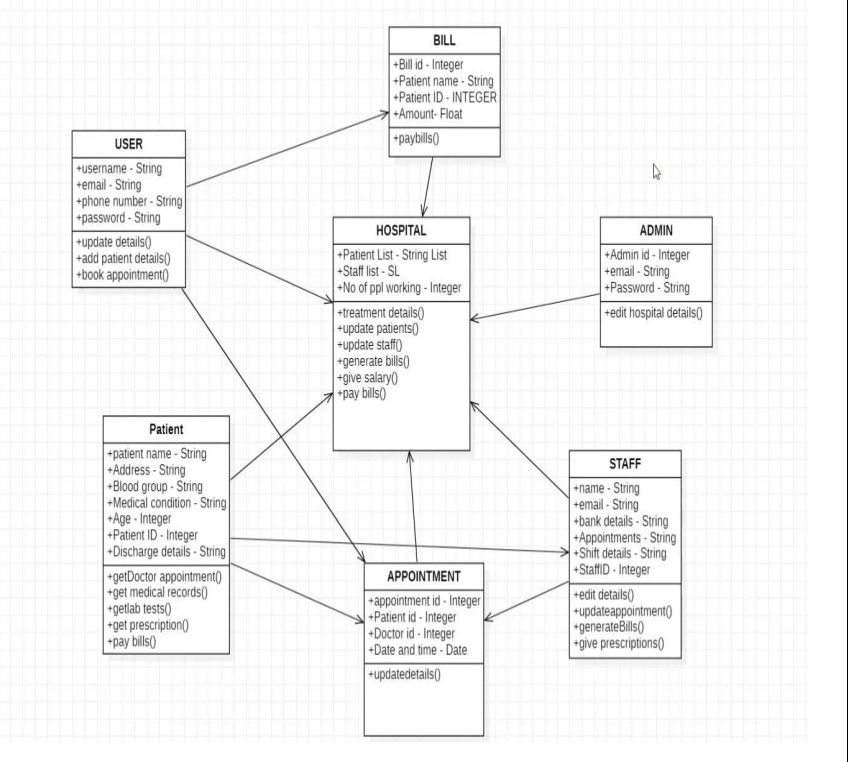 BILL
+Bill id - Integer
+Patient name - String
+Patient ID - INTEGER
+Amount- Float
+paybills()
USER
+username - String
+email - String
+phone number - String
+password - String
+update details()
+add patient details()
+book appointment()
HOSPITAL
+Patient List - String List
+Staff list - SL
+No of ppl working - Integer
+treatment details()
+update patients()
+update staff()
+generate bills()
+give salary()
+pay bills()
ADMIN
+Admin id - Integer
+email - String
+Password - String
+edit hospital details()
Patient
+patient name - String
+Address - String
+Blood group - String
+Medical condition - String
+Age - Integer
+Patient ID - Integer
+Discharge details - String
+getDoctor appointment()
+get medical records()
+getlab tests()
+get prescription()
+pay bills()
STAFF
+name - String
+email - String
+bank details - String
+Appointments - String
+Shift details - String
+StaffID - Integer
+edit details()
+updateappointment()
+generateBills()
+give prescriptions()
APPOINTMENT
+appointment id - Integer
+Patient id - Integer
+Doctor id - Integer
+Date and time - Date
+updatedetails()